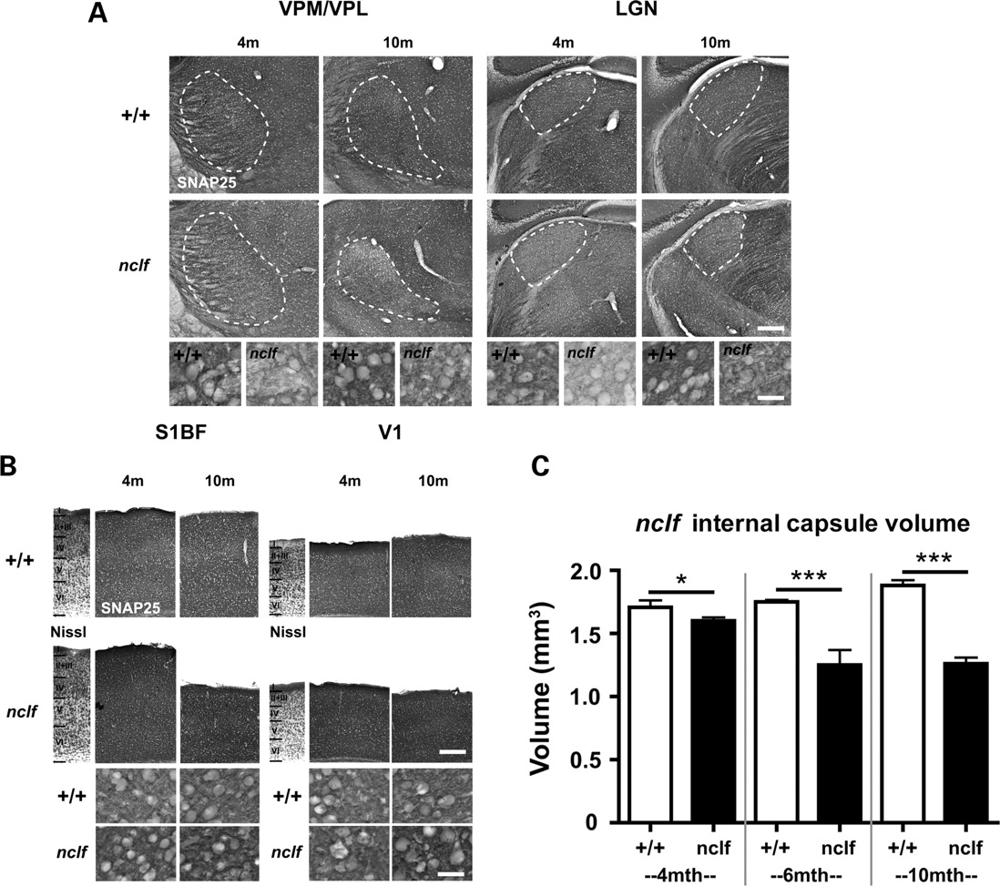 A
VPM/VPL
LGN
4m
10m
4m
10m
+/+
SNAP25
nclf
+/+
nclf
+/+
nclf
+/+
nclf
+/+
nclf
S1BF
V1
B
4m
10m
4m
10m
I
II+III
IV
V
VI
I
II+III
IV
V
VI
+/+
SNAP25
Nissl
Nissl
I
II+III
IV
V
VI
I
II+III
IV
V
VI
nclf
+/+
+/+
nclf
nclf
C
nclf internal capsule volume
Volume (mm³)
2.0
1.5
1.0
0.5
0
*
***
***
+/+ nclf +/+ nclf +/+ nclf
--4mth-- --6mth-- --10mth--